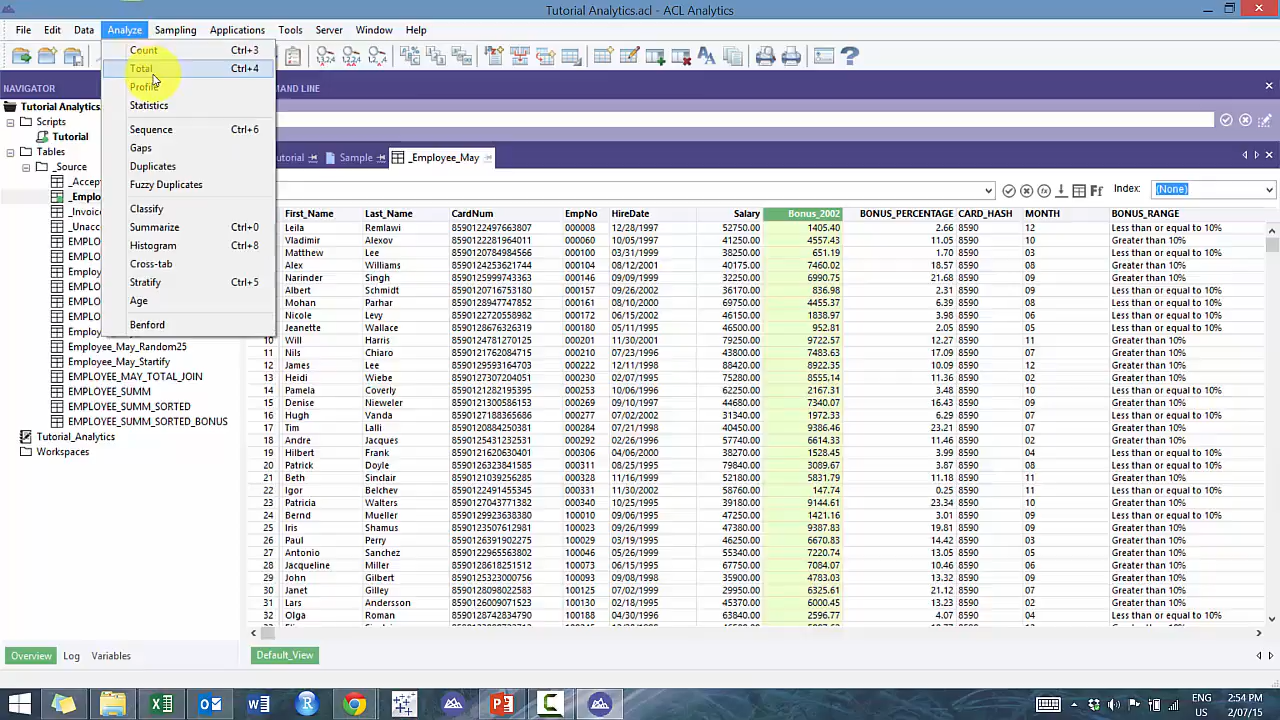 Tutorial Analytics.acl - ACL Analytics
File Edit Data Analyze Sampling Applications Tools Server Window Help
Count Ctrl+3
Total Ctrl+4
Profile
Statistics
Sequence Ctrl+6
Gaps
Duplicates
Fuzzy Duplicates
Classify
Summarize Ctrl+0
Histogram Ctrl+8
Cross-tab
Stratify Ctrl+5
Age
Benford
NAVIGATOR
MAND LINE
Tutorial Analytics
Scripts
Tutorial
Tables
_Source
_Accep
_Emplo
_Invoic
_Unacc
EMPLO
EMPLO
Employ
EMPLO
EMPLO
EMPLO
Employ
Employee_May_Random25
Employee_May_Startify
EMPLOYEE_MAY_TOTAL_JOIN
EMPLOYEE_SUMM
EMPLOYEE_SUMM_SORTED
EMPLOYEE_SUMM_SORTED_BONUS
Tutorial_Analytics
Workspaces
utorial Sample _Employee_May
Index: (None)
First_Name Last_Name CardNum EmpNo HireDate Salary Bonus_2002 BONUS_PERCENTAGE CARD_HASH MONTH BONUS_RANGE
Leila Remlawi 8590122497663807 000008 12/28/1997 52750.00 1405.40 2.66 8590 12 Less than or equal to 10%
Vladimir Alexov 8590122281964011 000060 10/05/1997 41250.00 4557.43 11.05 8590 10 Greater than 10%
Matthew Lee 8590120784984566 000100 03/31/1999 38250.00 651.19 1.70 8590 03 Less than or equal to 10%
Alex Williams 8590124253621744 000104 08/12/2001 40175.00 7460.02 18.57 8590 08 Greater than 10%
Narinder Singh 8590125999743363 000146 09/09/1999 32250.00 6990.75 21.68 8590 09 Greater than 10%
Albert Schmidt 8590120716753180 000157 09/26/2002 36150.00 836.98 2.31 8590 09 Less than or equal to 10%
Mohan Parhar 8590128947747852 000161 08/10/2000 69750.00 4455.37 6.39 8590 08 Less than or equal to 10%
Nicole Wu 8590122720558982 000172 06/15/2002 46150.00 1838.97 3.98 8590 06 Less than or equal to 10%
Jeanette Wallace 8590128676326319 000180 05/11/1995 46500.00 952.81 2.05 8590 05 Less than or equal to 10%
10 Will Harris 8590124781270125 000201 11/30/2001 79250.00 9722.57 12.27 8590 11 Greater than 10%
11 Nils Chiaro 8590121762084715 000210 07/23/1996 43800.00 7483.63 17.09 8590 07 Greater than 10%
12 James Lee 8590129593164703 000222 12/11/1998 88420.00 8922.35 10.09 8590 12 Greater than 10%
13 Heidi Wiebe 8590127307204051 000230 02/07/1995 75280.00 8555.14 11.36 8590 02 Greater than 10%
14 Pamela Coverly 8590122182195395 000253 10/06/1996 62250.00 2167.31 3.48 8590 10 Less than or equal to 10%
15 Denise Nieweler 8590121300586153 000269 09/10/1997 44680.00 7340.07 16.43 8590 09 Greater than 10%
16 Hugh Vanda 8590127188365686 000277 07/02/2002 31340.00 1972.33 6.29 8590 07 Less than or equal to 10%
17 Tim Lalli 8590120884250381 000284 07/21/1998 40450.00 9386.46 23.21 8590 07 Greater than 10%
18 Andre Jacques 8590125431232531 000292 02/26/1996 57740.00 6614.33 11.46 8590 02 Greater than 10%
19 Hilbert Frank 8590121620630401 000306 04/06/2000 38270.00 1528.45 3.99 8590 04 Less than or equal to 10%
20 Patrick Doyle 8590126323841585 000311 08/25/1995 79840.00 3089.67 3.87 8590 08 Less than or equal to 10%
21 Beth Sinclair 8590121039256285 000327 11/16/1998 52180.00 5831.79 11.18 8590 11 Greater than 10%
22 Igor Belchev 8590122491455345 000331 11/30/2002 58760.00 147.74 0.25 8590 11 Less than or equal to 10%
23 Patricia Walters 8590127043771382 000340 10/25/1995 39180.00 9144.61 23.34 8590 10 Greater than 10%
24 Bernd Mueller 8590129923638380 100010 09/06/1998 47250.00 1421.16 3.01 8590 09 Less than or equal to 10%
25 Iris Shamus 8590123507612981 100023 09/26/1999 47380.00 9387.83 19.81 8590 09 Greater than 10%
26 Paul Perry 8590126391902275 100029 03/19/1995 46250.00 6670.83 14.42 8590 03 Greater than 10%
27 Antonio Sanchez 8590122965563802 100046 05/26/1999 55340.00 7220.74 13.05 8590 05 Greater than 10%
28 Jacqueline Miller 8590128618251512 100073 06/15/1995 67750.00 7084.07 10.46 8590 06 Greater than 10%
29 John Gilbert 8590125323000756 100101 09/08/1998 35900.00 4783.03 13.32 8590 09 Greater than 10%
30 Janet Gilley 8590128098022583 100125 07/02/1999 29950.00 6325.61 21.12 8590 07 Greater than 10%
31 Lars Andersson 8590126009071523 100130 02/18/1995 45370.00 6000.45 13.23 8590 02 Greater than 10%
32 Olga Roman 8590128742834790 100188 04/30/1996 63840.00 2596.77 4.07 8590 04 Less than or equal to 10%
Overview Log Variables
Default_View
ENG 2:54 PM
US 2/07/15